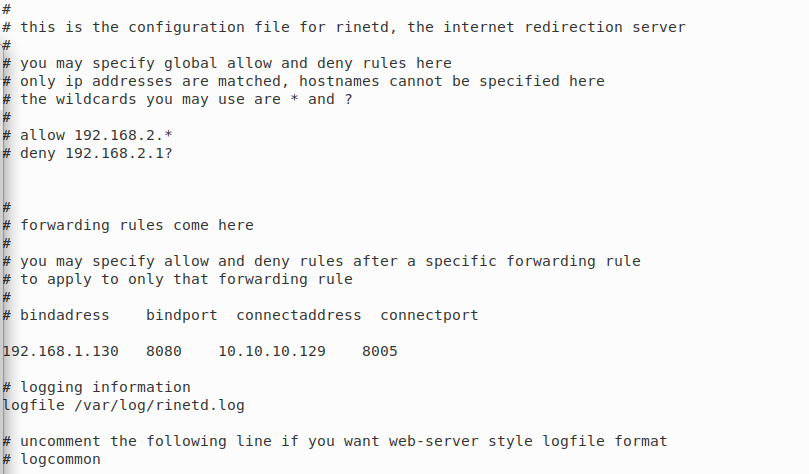 #
# this is the configuration file for rinetd, the internet redirection server
#
# you may specify global allow and deny rules here
# only ip addresses are matched, hostnames cannot be specified here
# the wildcards you may use are * and ?
#
# allow 192.168.2.*
# deny 192.168.2.1?
#
# forwarding rules come here
#
# you may specify allow and deny rules after a specific forwarding rule
# to apply to only that forwarding rule
#
# bindadress    bindport  connectaddress  connectport
192.168.1.130   8080    10.10.10.129    8005
# logging information
logfile /var/log/rinetd.log
# uncomment the following line if you want web-server style logfile format
# logcommon